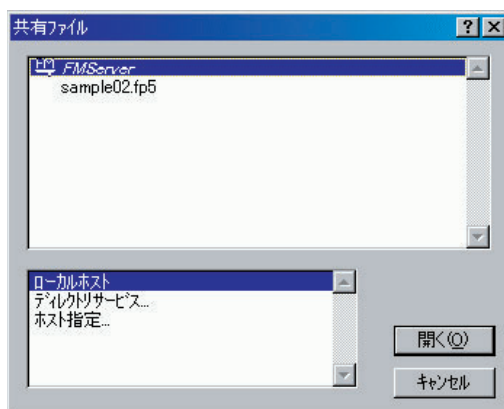 共有ファイル
FMServer
sample02.fp5
ローカルホスト
ディレクトリサービス...
ホスト指定...
開く(O)
キャンセル